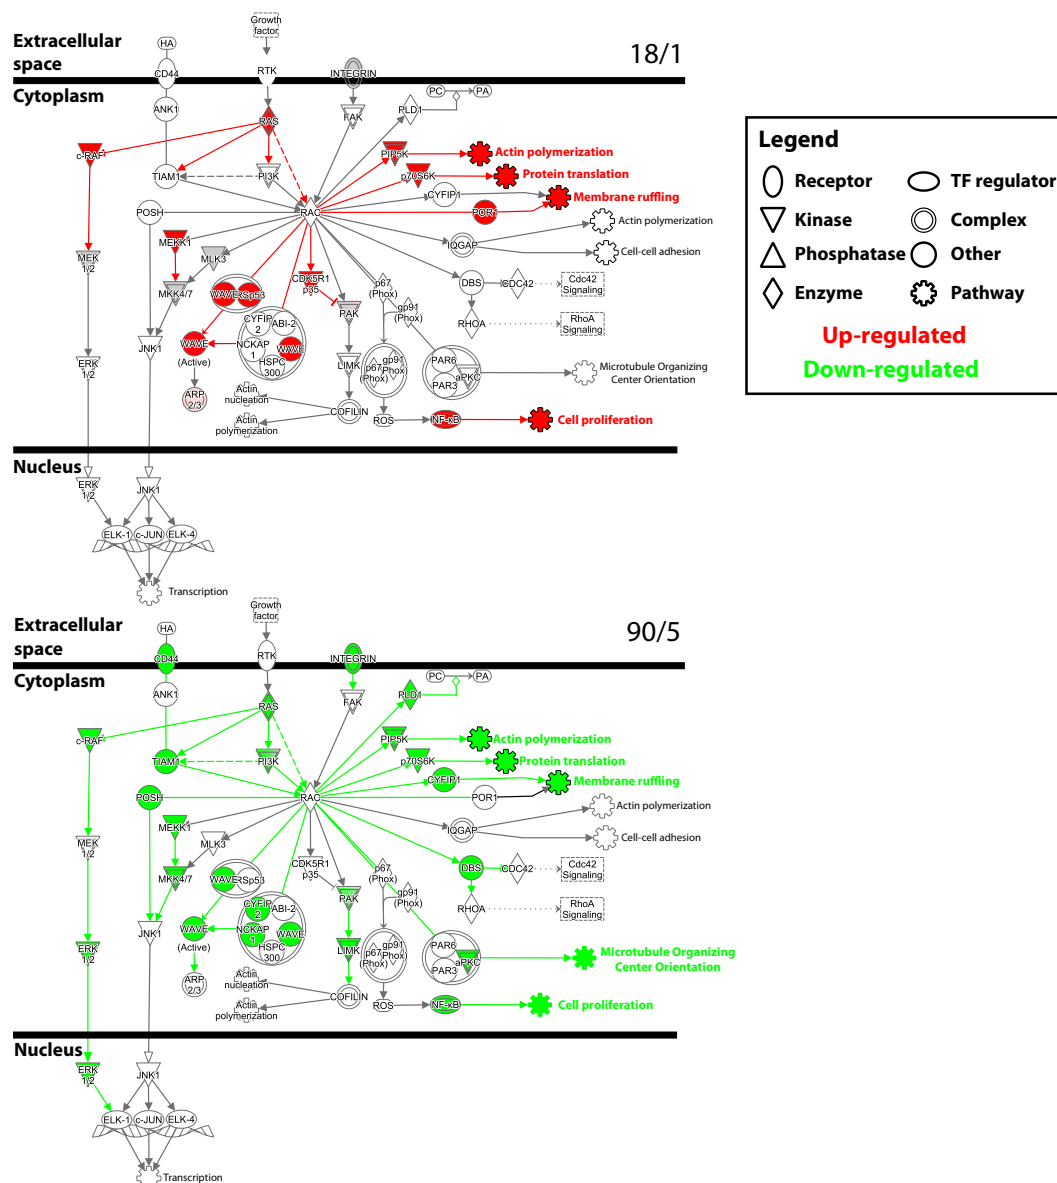 Growth
factor
Extracellular
space
HA
18/1
CD44
RTK
INTEGRIN
Cytoplasm
PC
PA
ANK1
RAS
FAK
PLD1
c-RAF
PIP5K
Actin polymerization
TIAM1
PI3K
p70S6K
Protein translation
CYFIP1
Membrane ruffling
POSH
RAC
POR1
Actin polymerization
MEKK1
IQGAP
Cell-cell adhesion
MEK
1/2
MLK3
CDK5R1
p35
p67
(Phox)
DBS
CDC42
Cdc42
Signaling
MKK4/7
WAVE
RSp53
PAK
gp91
(Phox)
RHOA
RhoA
Signaling
CYFIP
2
ABI-2
JNK1
WAVE
(Active)
NCKAP
1
WAVE
HSPC
300
LIMK
gp91
p67
(Phox)
(Phox)
PAR6
PAR3
aPKC
Microtubule Organizing
Center Orientation
ERK
1/2
ARP
2/3
Actin
nucleation
COFILIN
Actin
polymerization
ROS
NF-κB
Cell proliferation
Nucleus
ERK
1/2
JNK1
ELK-1
c-JUN
ELK-4
Transcription
Legend
Receptor
TF regulator
Kinase
Complex
Phosphatase
Other
Enzyme
Pathway
Up-regulated
Down-regulated
Growth
factor
Extracellular
space
HA
90/5
CD44
RTK
INTEGRIN
Cytoplasm
PC
PA
ANK1
RAS
FAK
PLD1
c-RAF
PIP5K
Actin polymerization
TIAM1
PI3K
p70S6K
Protein translation
CYFIP1
Membrane ruffling
POSH
RAC
POR1
Actin polymerization
MEKK1
IQGAP
Cell-cell adhesion
MEK
1/2
MLK3
CDK5R1
p35
p67
(Phox)
DBS
CDC42
Cdc42
Signaling
MKK4/7
WAVE
RSp53
PAK
gp91
(Phox)
RHOA
RhoA
Signaling
CYFIP
2
ABI-2
JNK1
WAVE
(Active)
NCKAP
1
WAVE
HSPC
300
LIMK
gp91
p67
(Phox)
(Phox)
PAR6
PAR3
aPKC
Microtubule Organizing
Center Orientation
ERK
1/2
ARP
2/3
Actin
nucleation
COFILIN
Actin
polymerization
ROS
NF-κB
Cell proliferation
Nucleus
ERK
1/2
JNK1
ELK-1
c-JUN
ELK-4
Transcription